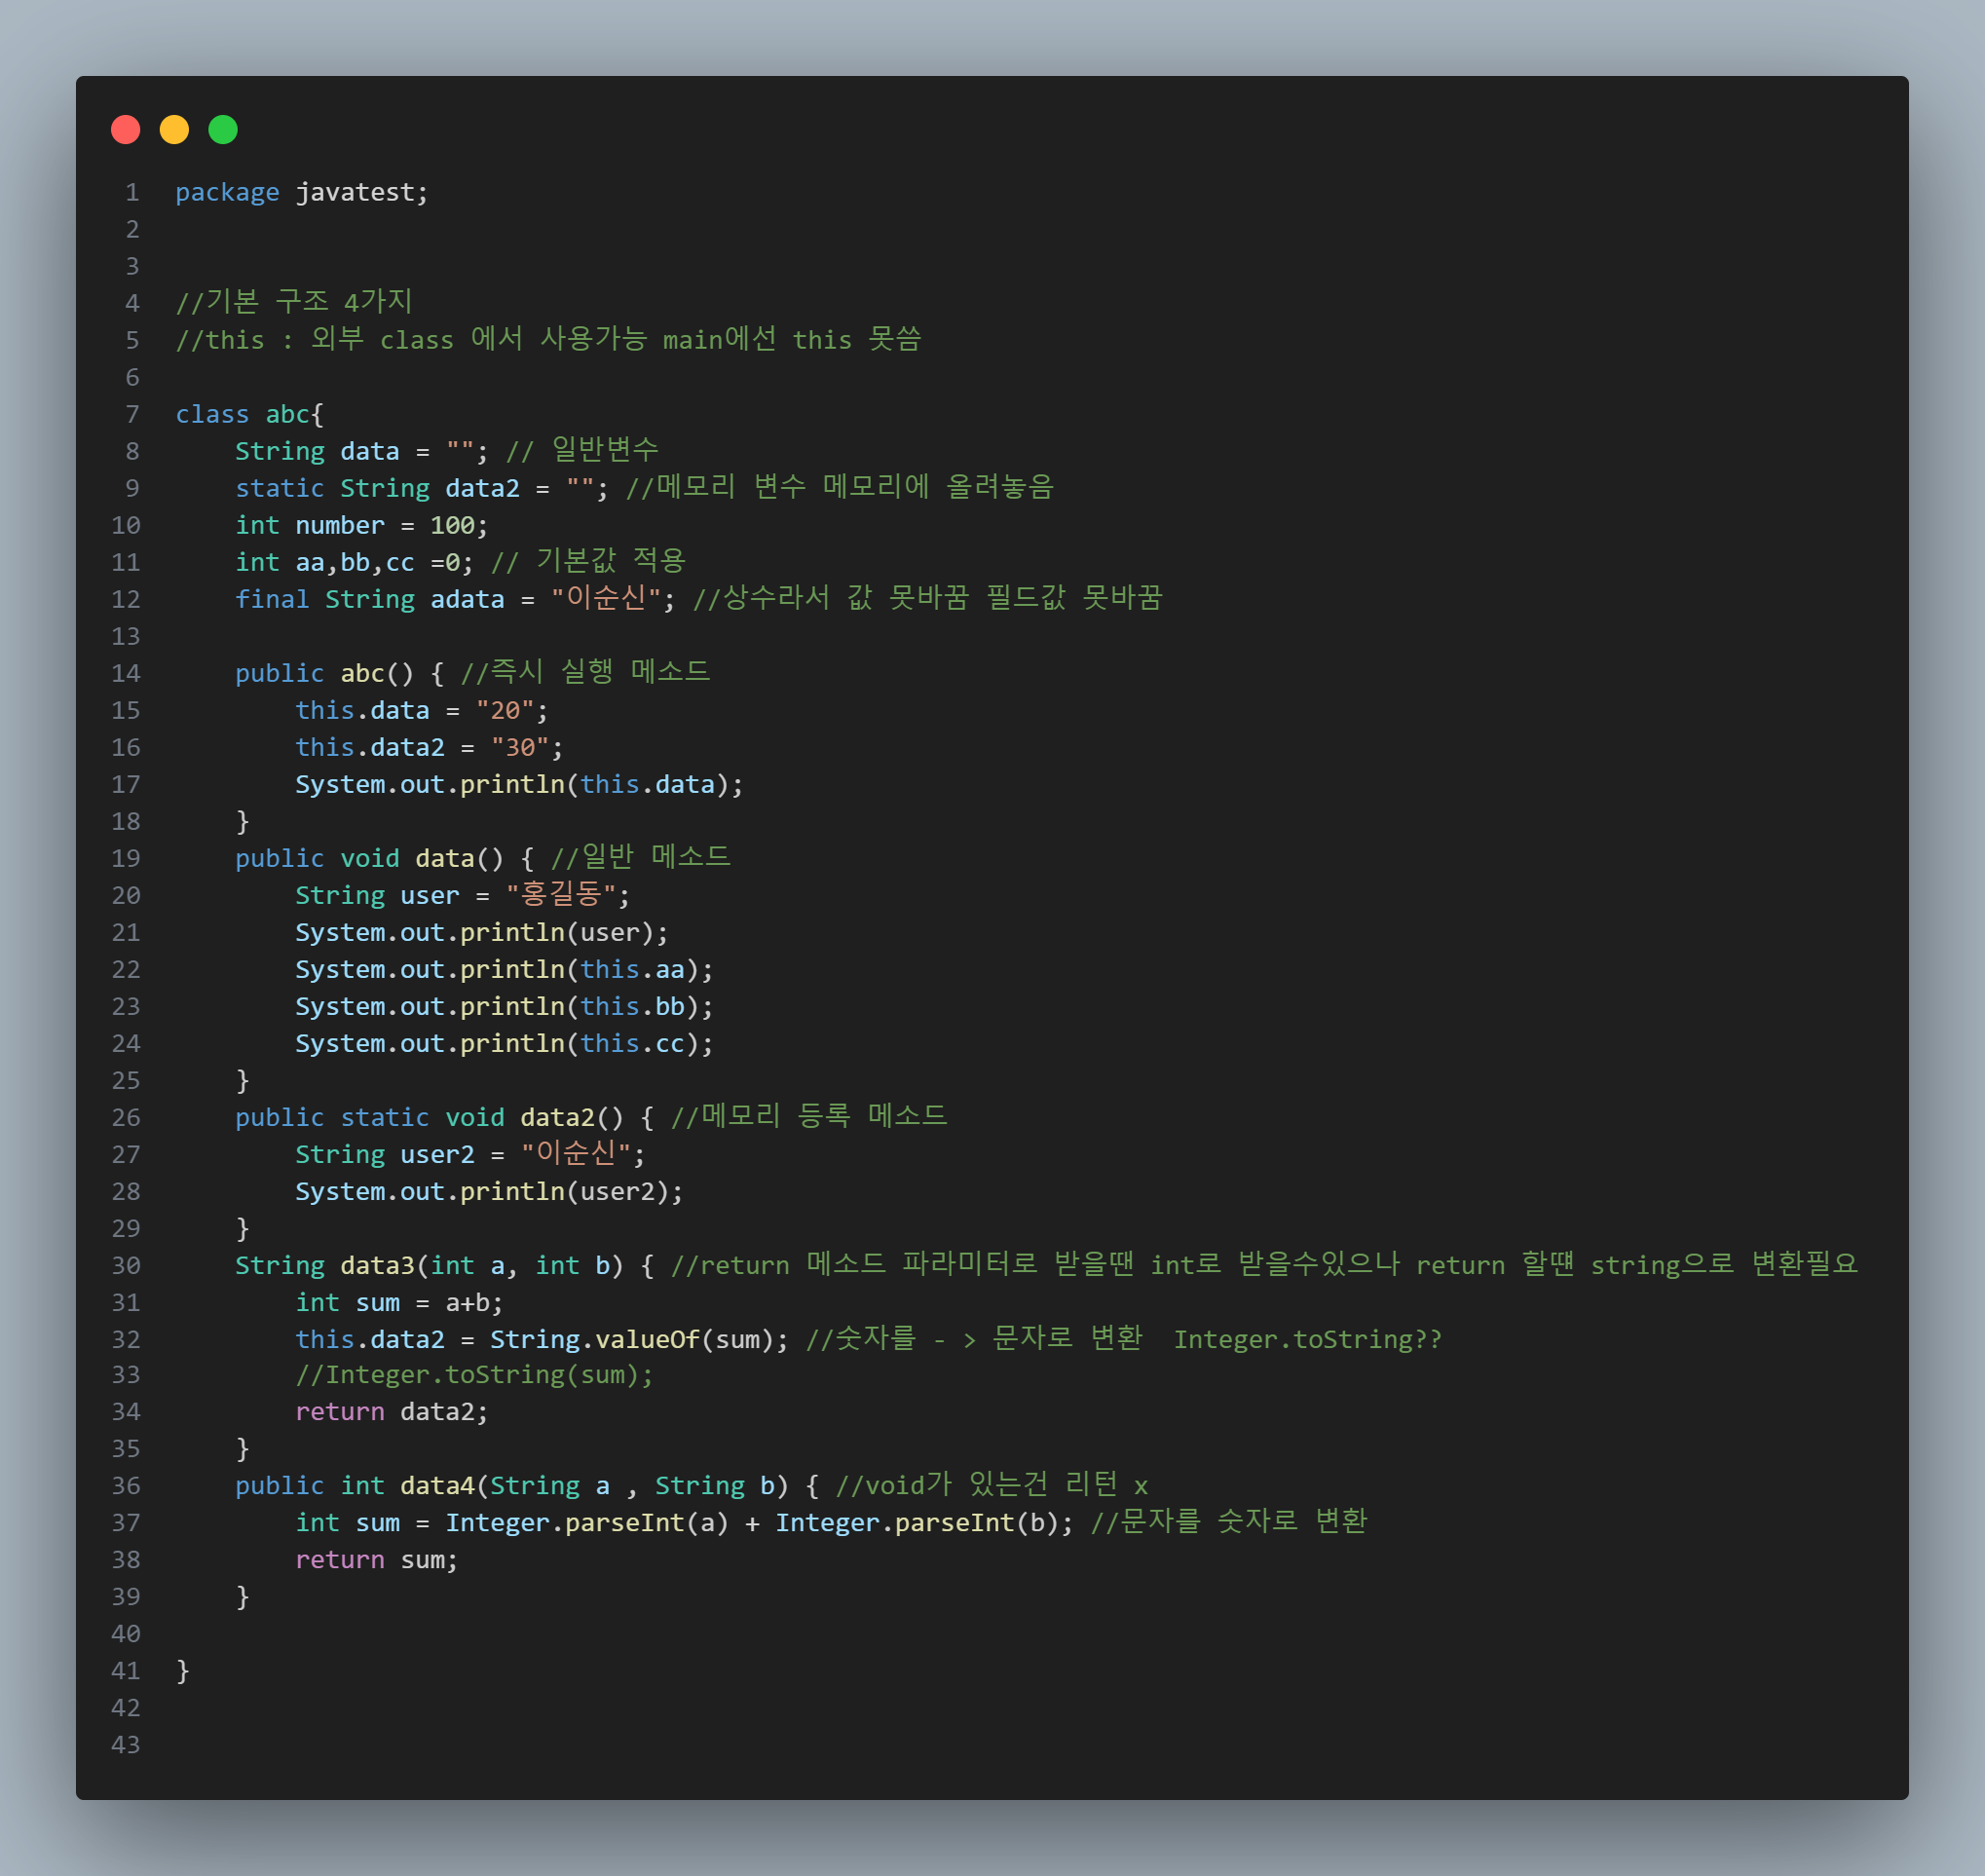 1 package javatest;
2
3
4 //기본 구조 4가지
5 //this : 외부 class 에서 사용가능 main에선 this 못씀
6
7 class abc{
8     String data = ""; // 일반변수
9     static String data2 = ""; //메모리 변수 메모리에 올려놓음
10     int number = 100;
11     int aa,bb,cc =0; // 기본값 적용
12     final String adata = "이순신"; //상수라서 값 못바꿈 필드값 못바꿈
13
14     public abc() { //즉시 실행 메소드
15         this.data = "20";
16         this.data2 = "30";
17         System.out.println(this.data);
18     }
19     public void data() { //일반 메소드
20         String user = "홍길동";
21         System.out.println(user);
22         System.out.println(this.aa);
23         System.out.println(this.bb);
24         System.out.println(this.cc);
25     }
26     public static void data2() { //메모리 등록 메소드
27         String user2 = "이순신";
28         System.out.println(user2);
29     }
30     String data3(int a, int b) { //return 메소드 파라미터로 받을땐 int로 받을수있으나 return 할땐 string으로 변환필요
31         int sum = a+b;
32         this.data2 = String.valueOf(sum); //숫자를 - > 문자로 변환  Integer.toString??
33         //Integer.toString(sum);
34         return data2;
35     }
36     public int data4(String a , String b) { //void가 있는건 리턴 x
37         int sum = Integer.parseInt(a) + Integer.parseInt(b); //문자를 숫자로 변환
38         return sum;
39     }
40
41 }
42
43